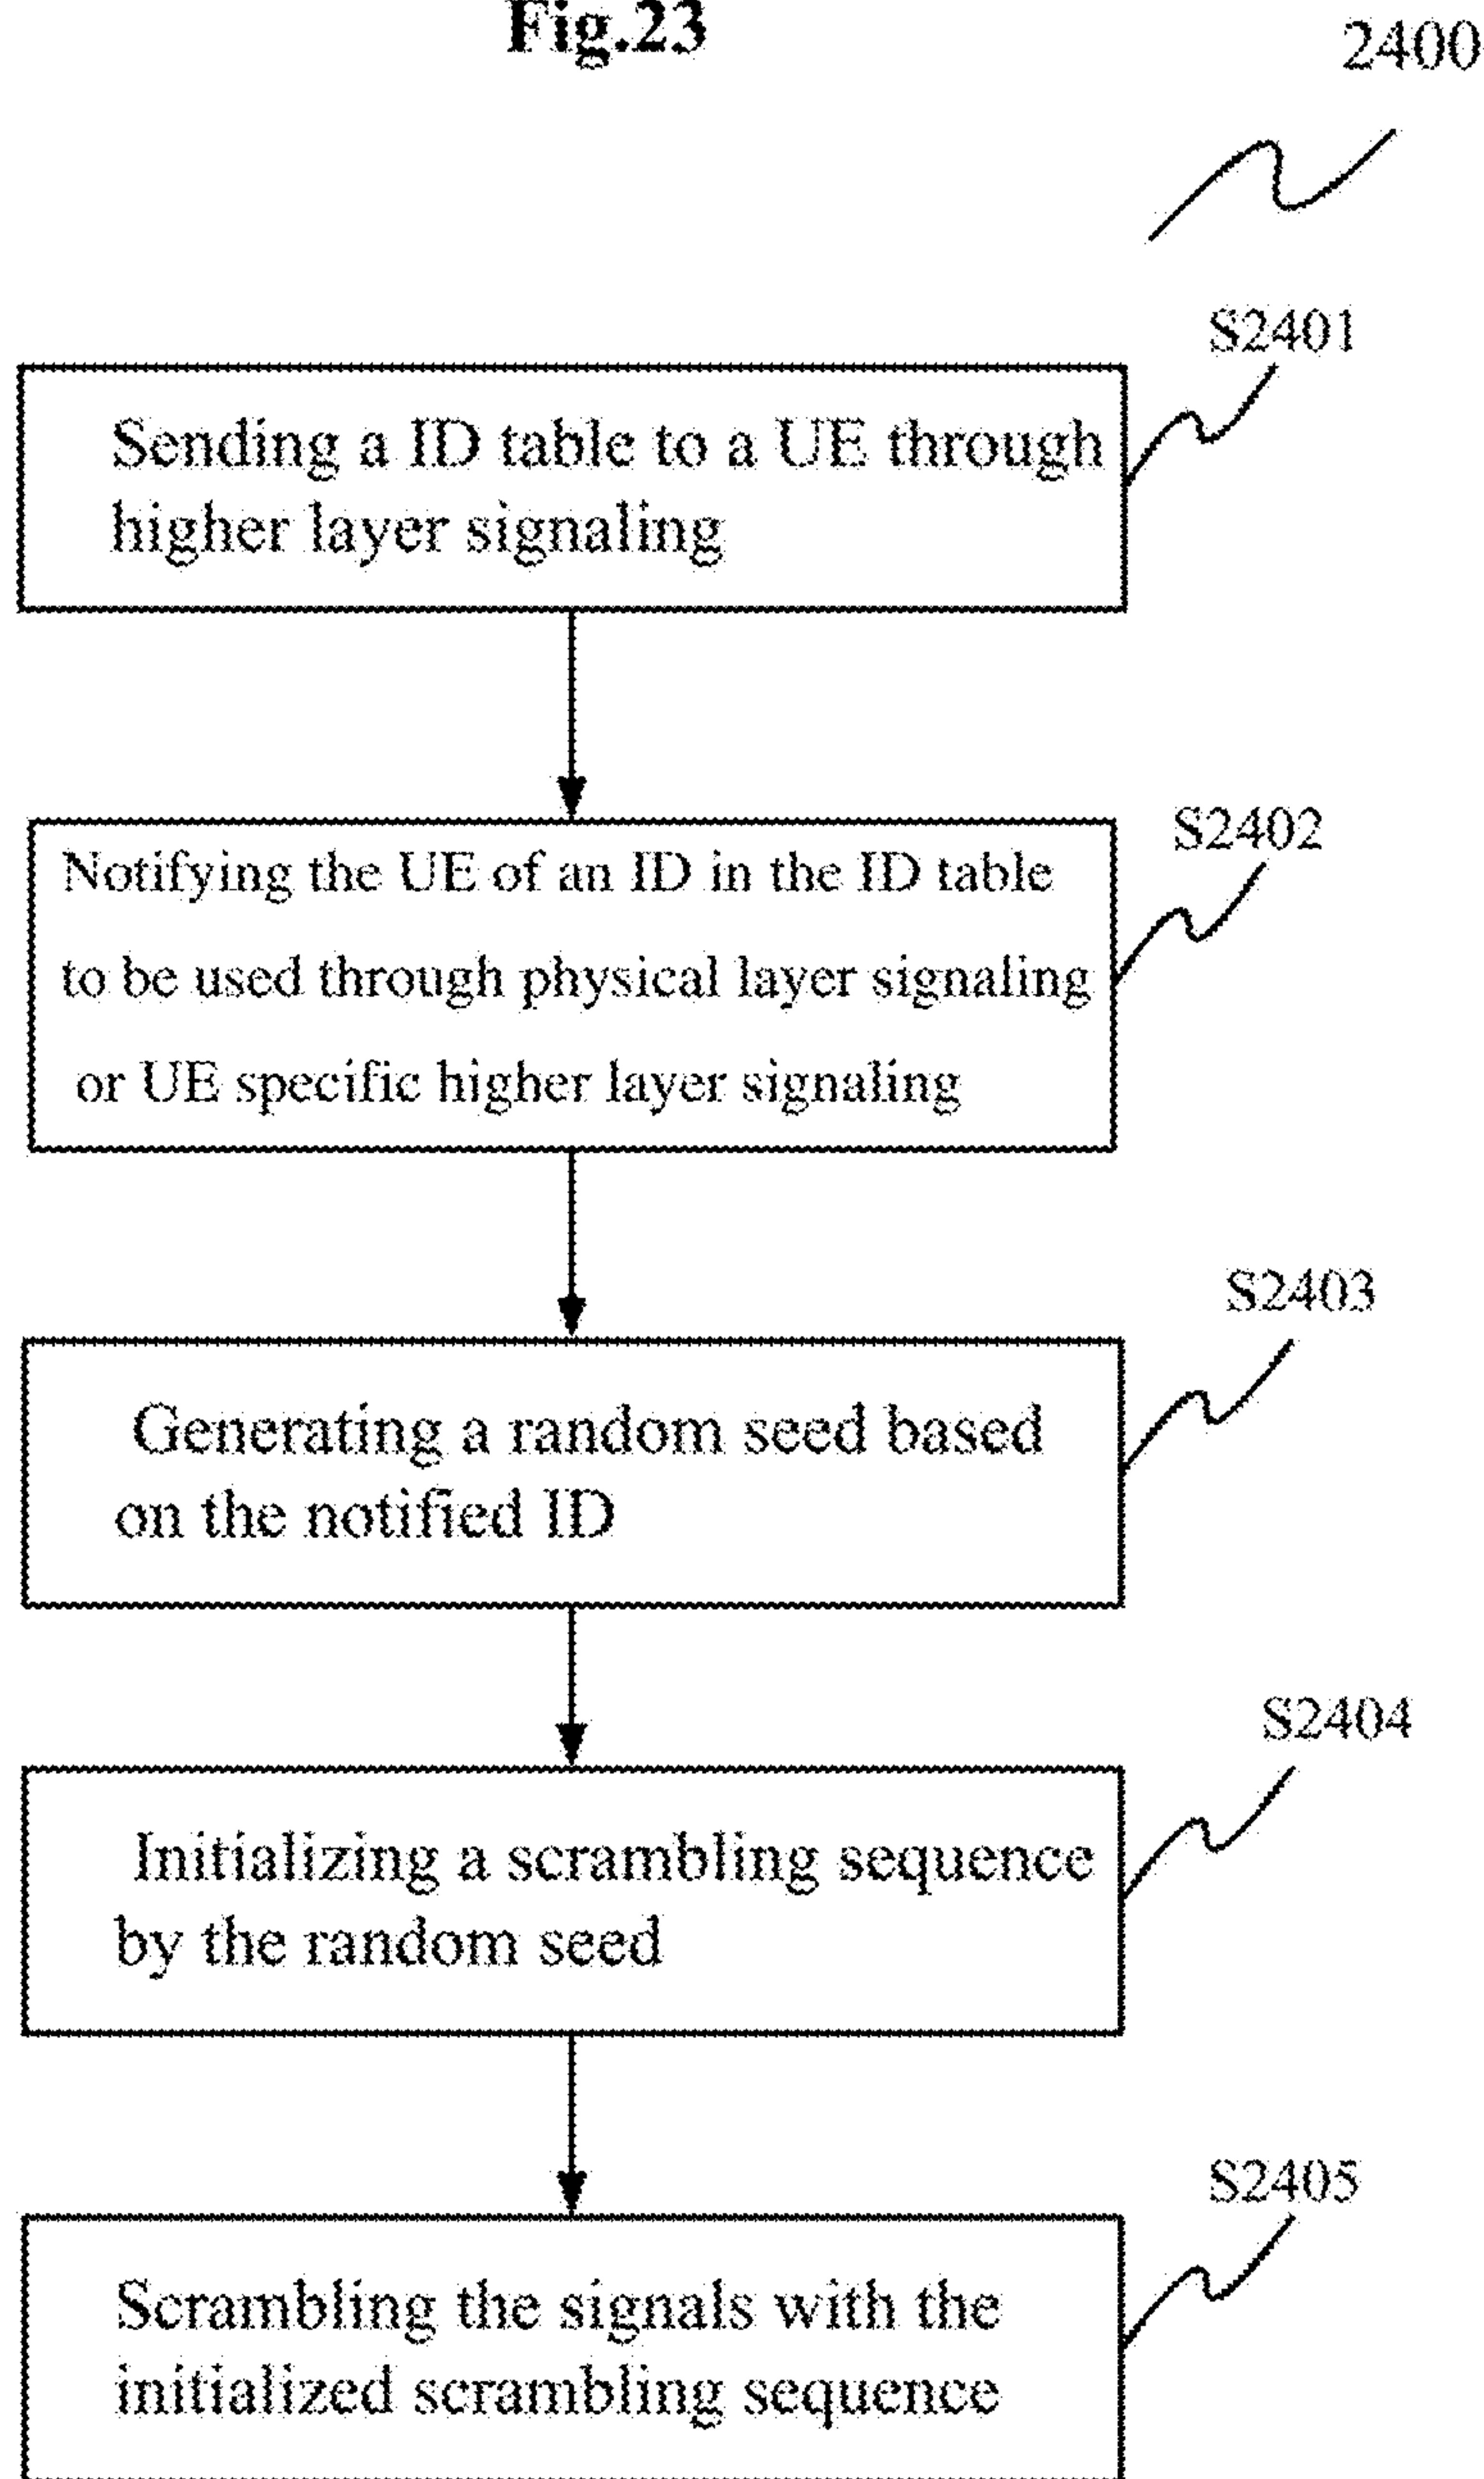 Fig.23
2400
S2401
Sending a ID table to a UE through
higher layer signaling
S2402
Notifying the UE of an ID in the ID table
to be used through physical layer signaling
or UE specific higher layer signaling
S2403
Generating a random seed based
on the notified ID
S2404
Initializing a scrambling sequence
by the random seed
S2405
Scrambling the signals with the
initialized scrambling sequence